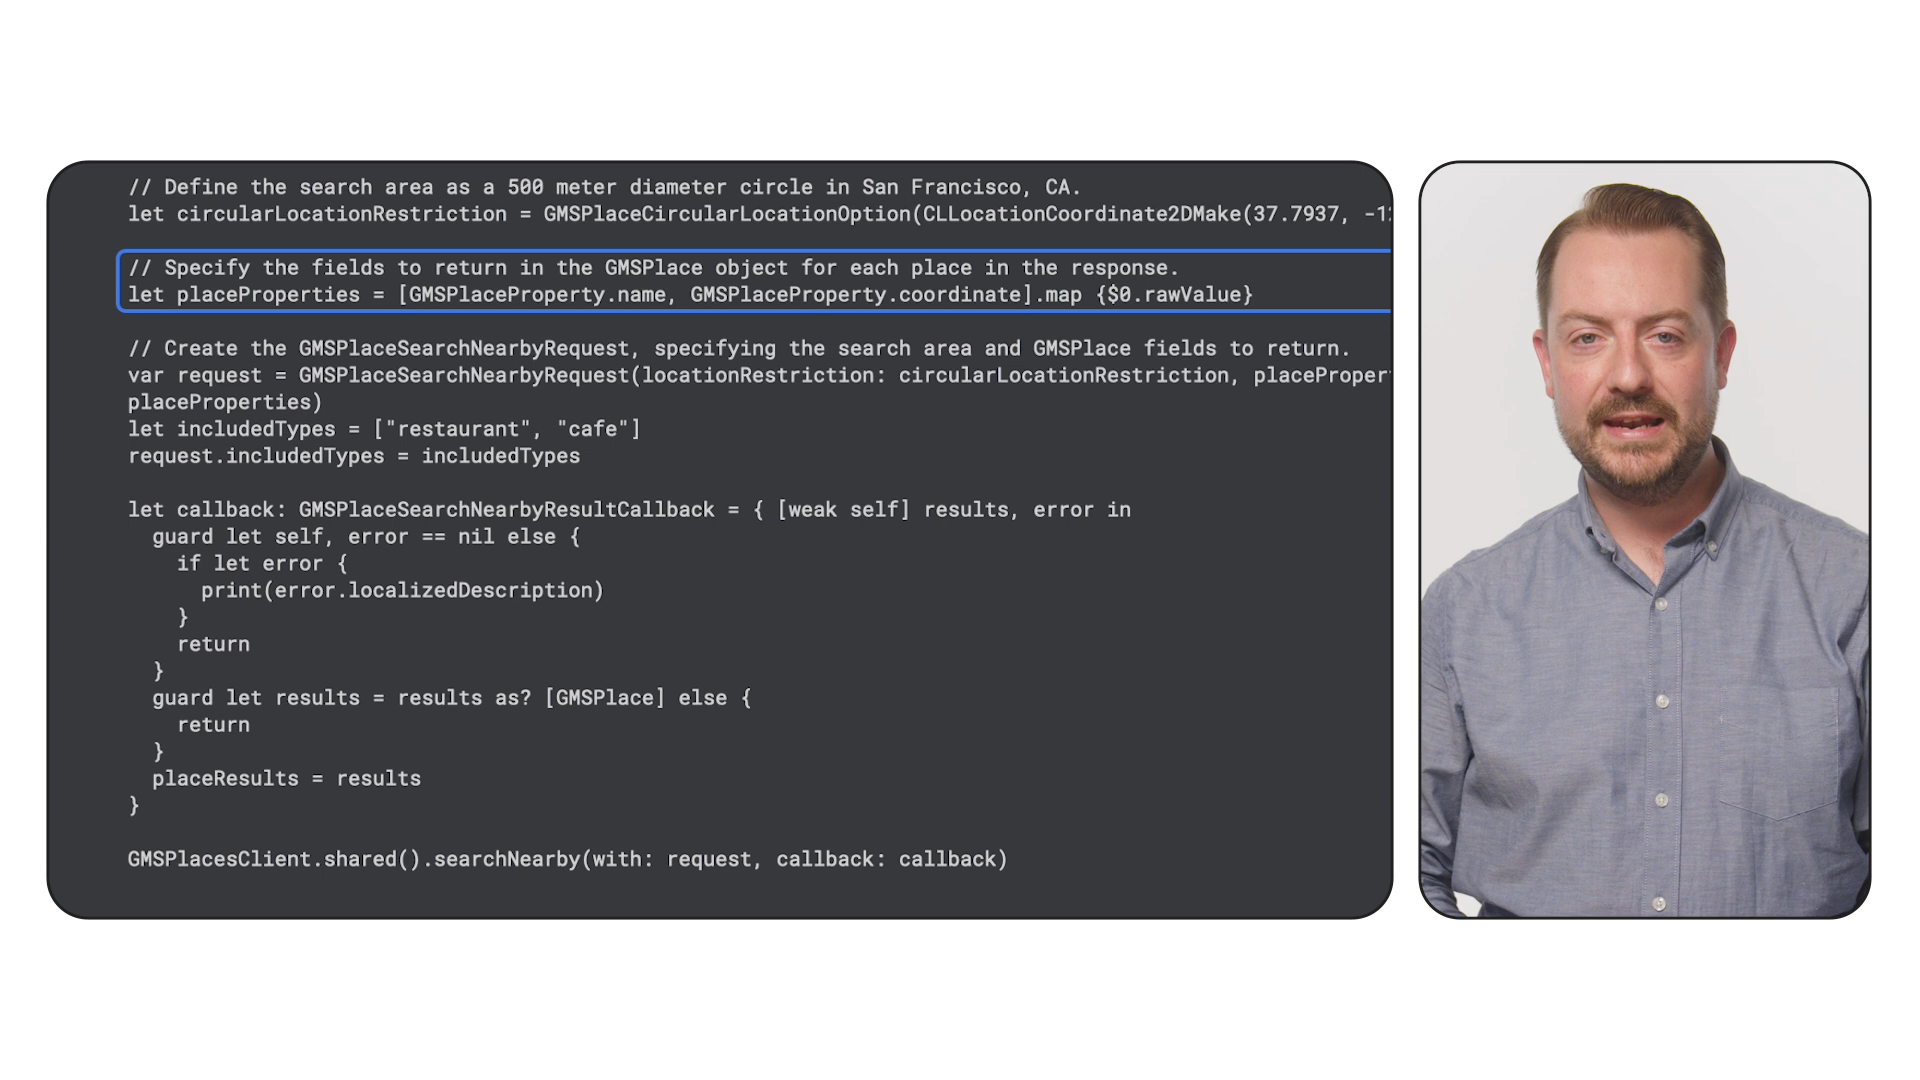 // Define the search area as a 500 meter diameter circle in San Francisco, CA.
let circularLocationRestriction = GMSPlaceCircularLocationOption(CLLocationCoordinate2DMake(37.7937,
// Specify the fields to return in the GMSPlace object for each place in the response.
let placeProperties = [GMSPlaceProperty.name, GMSPlaceProperty.coordinate].map {$0.rawValue}
// Create the GMSPlaceSearchNearbyRequest, specifying the search area and GMSPlace fields to return.
var request = GMSPlaceSearchNearbyRequest(locationRestriction: circularLocationRestriction, placeProper
placeProperties)
let includedTypes = ["restaurant", "cafe"]
request.includedTypes = includedTypes
let callback: GMSPlaceSearchNearbyResultCallback = { [weak self] results, error in
guard let self, error == nil else {
if let error {
print(error.localizedDescription)
}
return
}
guard let results = results as? [GMSPlace] else {
return
}
placeResults = results
}
GMSPlacesClient.shared().searchNearby(with: request, callback: callback)